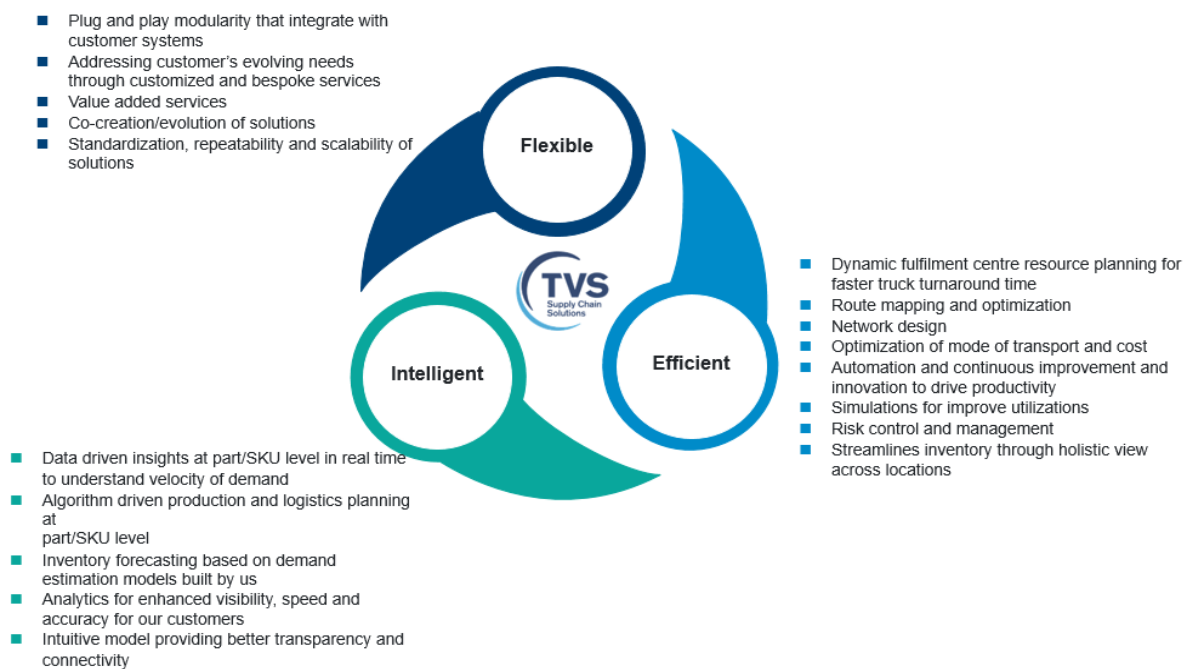 Plug and play modularity that integrate with
customer systems
Addressing customer's evolving needs
through customized and bespoke services
Value added services
Co-creation/evolution of solutions
Standardization, repeatability and scalability of
solutions
Flexible
TVS
Supply Chain
Solutions
Intelligent
Efficient
Dynamic fulfilment centre resource planning for
faster truck turnaround time
Route mapping and optimization
Network design
Optimization of mode of transport and cost
Automation and continuous improvement and
innovation to drive productivity
Simulations for improve utilizations
Risk control and management
Streamlines inventory through holistic view
across locations
Data driven insights at part/SKU level in real time
to understand velocity of demand
Algorithm driven production and logistics planning
at
part/SKU level
Inventory forecasting based on demand
estimation models built by us
Analytics for enhanced visibility, speed and
accuracy for our customers
Intuitive model providing better transparency and
connectivity